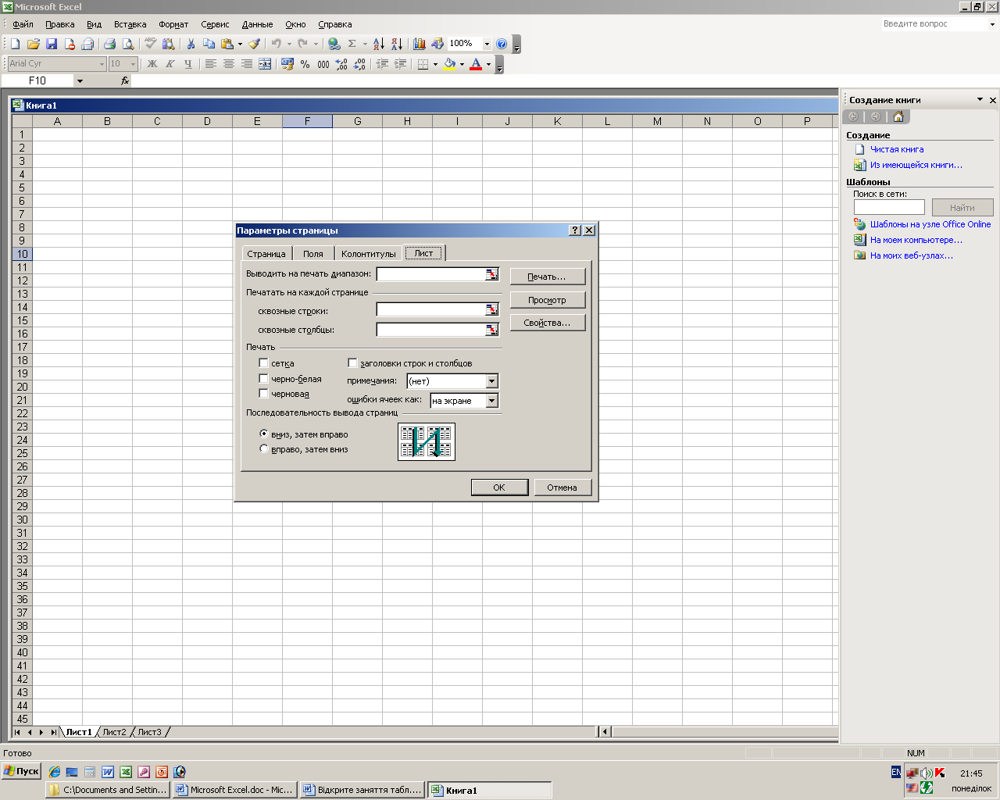 Microsoft Excel
Файл Правка Вид Вставка Формат Сервис Данные Окно Справка
Введите вопрос
100%
Arial Cyr 10 Ж К Ч % 000
F10 fx
Книга1
A B C D E F G H I J K L M N O P
1
2
3
4
5
6
7
8
9
10
11
12
13
14
15
16
17
18
19
20
21
22
23
24
25
26
27
28
29
30
31
32
33
34
35
36
37
38
39
40
41
42
43
44
45
Параметры страницы
Страница Поля Колонтитулы Лист
Выводить на печать диапазон:
Печатать на каждой странице
сквозные строки:
сквозные столбцы:
Печать
сетка
заголовки строк и столбцов
черно-белая
примечания: (нет)
черновая
ошибки ячеек как: на экране
Последовательность вывода страниц
вниз, затем вправо
вправо, затем вниз
Печать...
Просмотр
Свойства...
OK Отмена
Создание книги
Создание
Чистая книга
Из имеющейся книги...
Шаблоны
Поиск в сети:
Найти
Шаблоны на узле Office Online
На моем компьютере...
На моих веб-узлах...
Лист1 Лист2 Лист3
Готово
NUM
Пуск
EN
21:45
C:\Documents and Settin... Microsoft Excel.doc - Mic... Відкрите заняття табл.... Книга1
понеділок